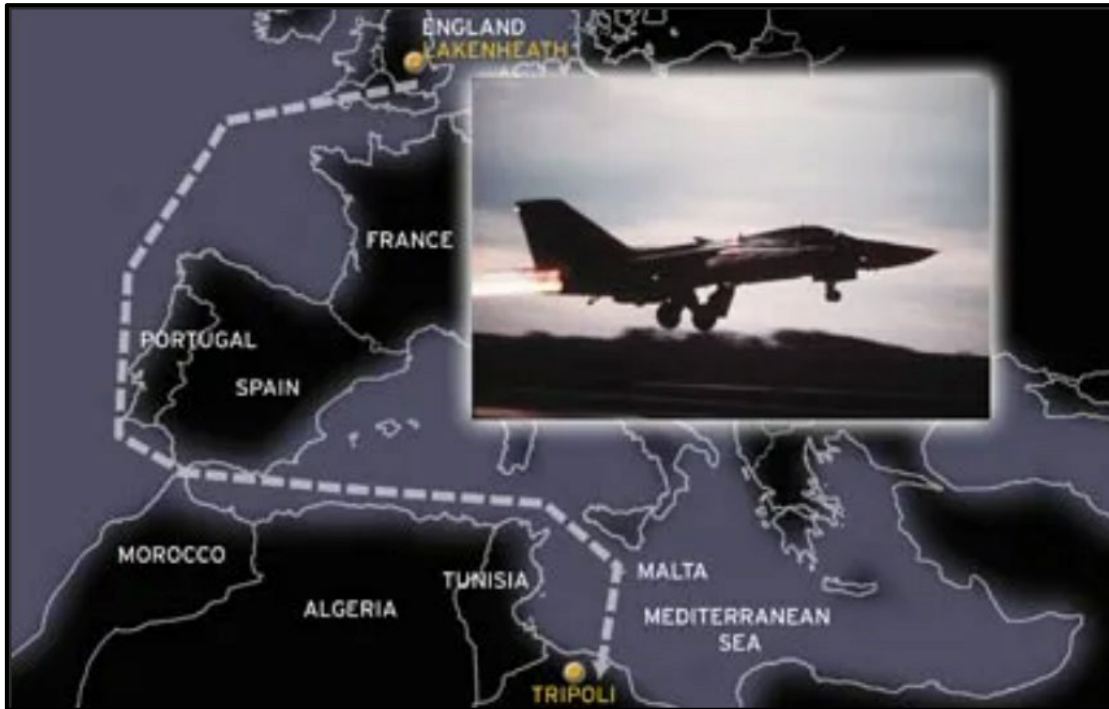 ENGLAND
LAKENHEATH
FRANCE
PORTUGAL
SPAIN
MOROCCO
ALGERIA
TUNISIA
MALTA
MEDITERRANEAN
SEA
TRIPOLI